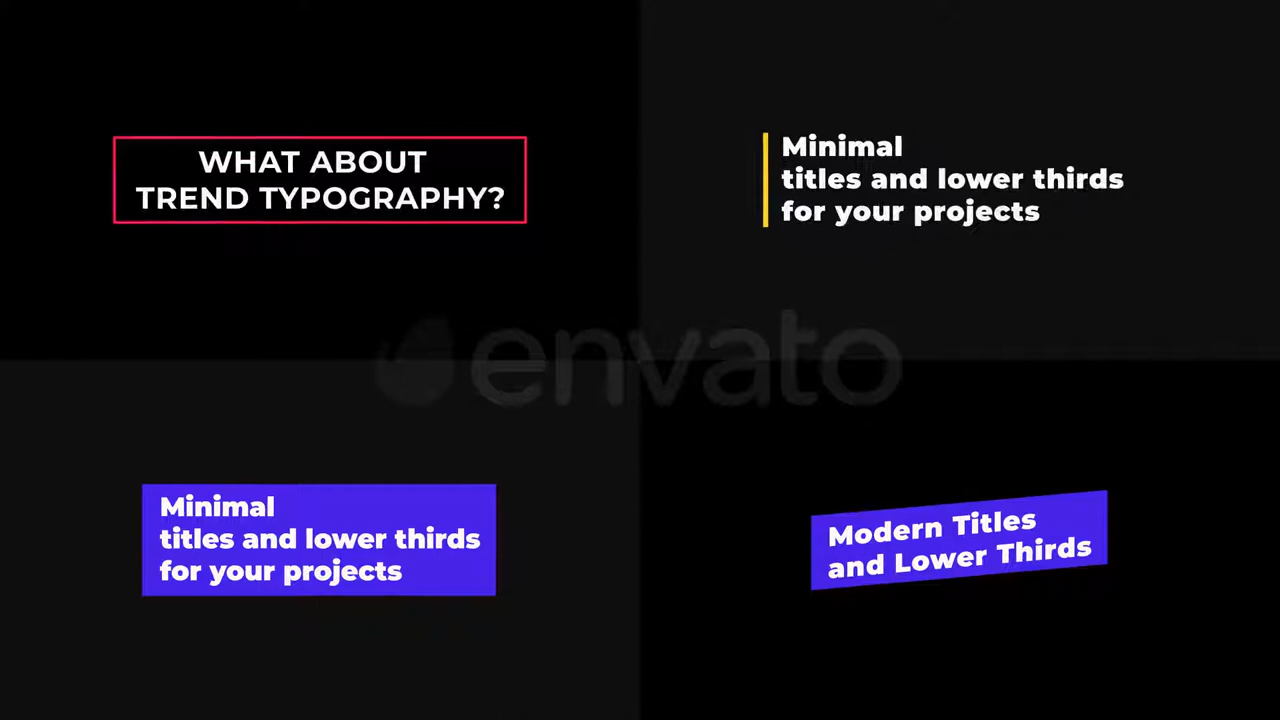 WHAT ABOUT
TREND TYPOGRAPHY?
Minimal
titles and lower thirds
for your projects
envato
Minimal
titles and lower thirds
for your projects
Modern Titles
and Lower Thirds